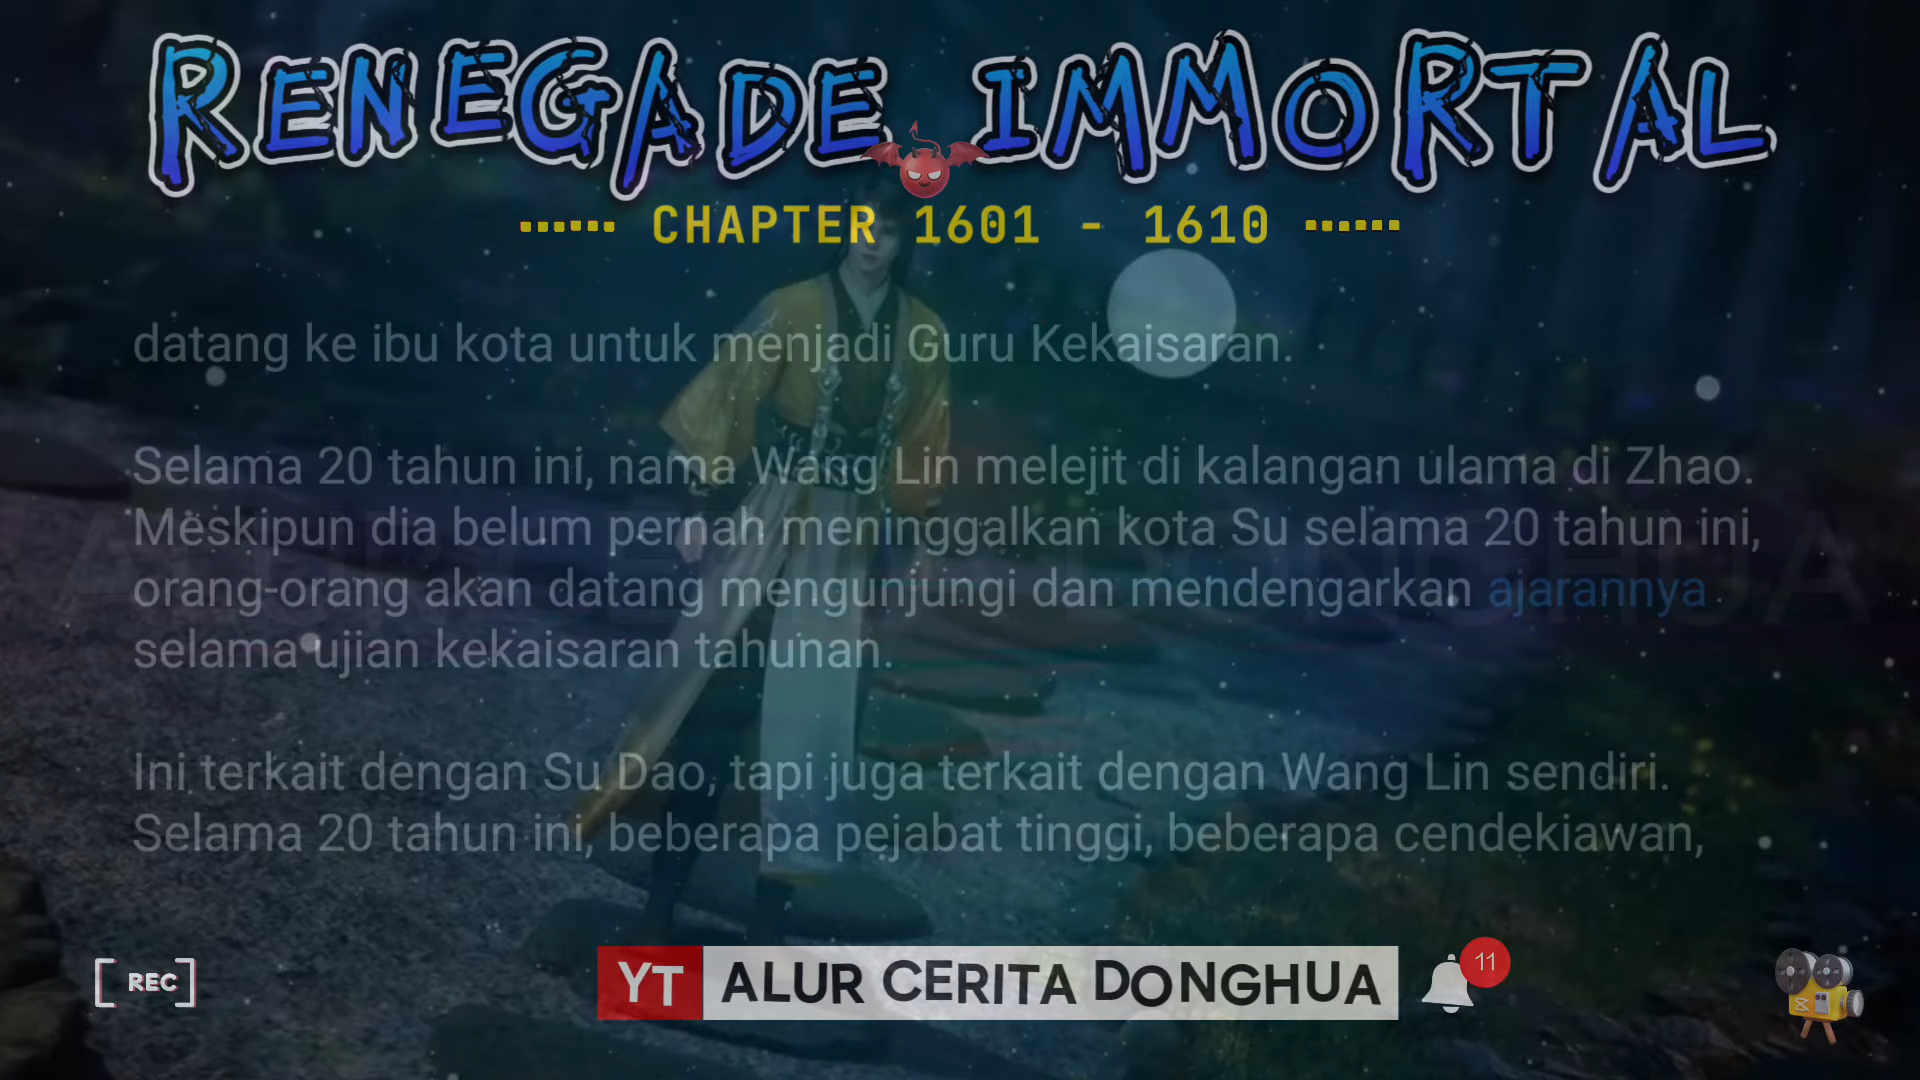 RENEGADE IMMORTAL
CHAPTER 1601 - 1610
datang ke ibu kota untuk menjadi Guru Kekaisaran.
Selama 20 tahun ini, nama Wang Lin melejit di kalangan ulama di Zhao.
Meskipun dia belum pernah meninggalkan kota Su selama 20 tahun ini,
orang-orang akan datang mengunjungi dan mendengarkan ajarannya
selama ujian kekaisaran tahunan.
Ini terkait dengan Su Dao, tapi juga terkait dengan Wang Lin sendiri.
Selama 20 tahun ini, beberapa pejabat tinggi, beberapa cendekiawan,
ALUR CERITA DONGHUA
[ REC ]
YT ALUR CERITA DONGHUA
11